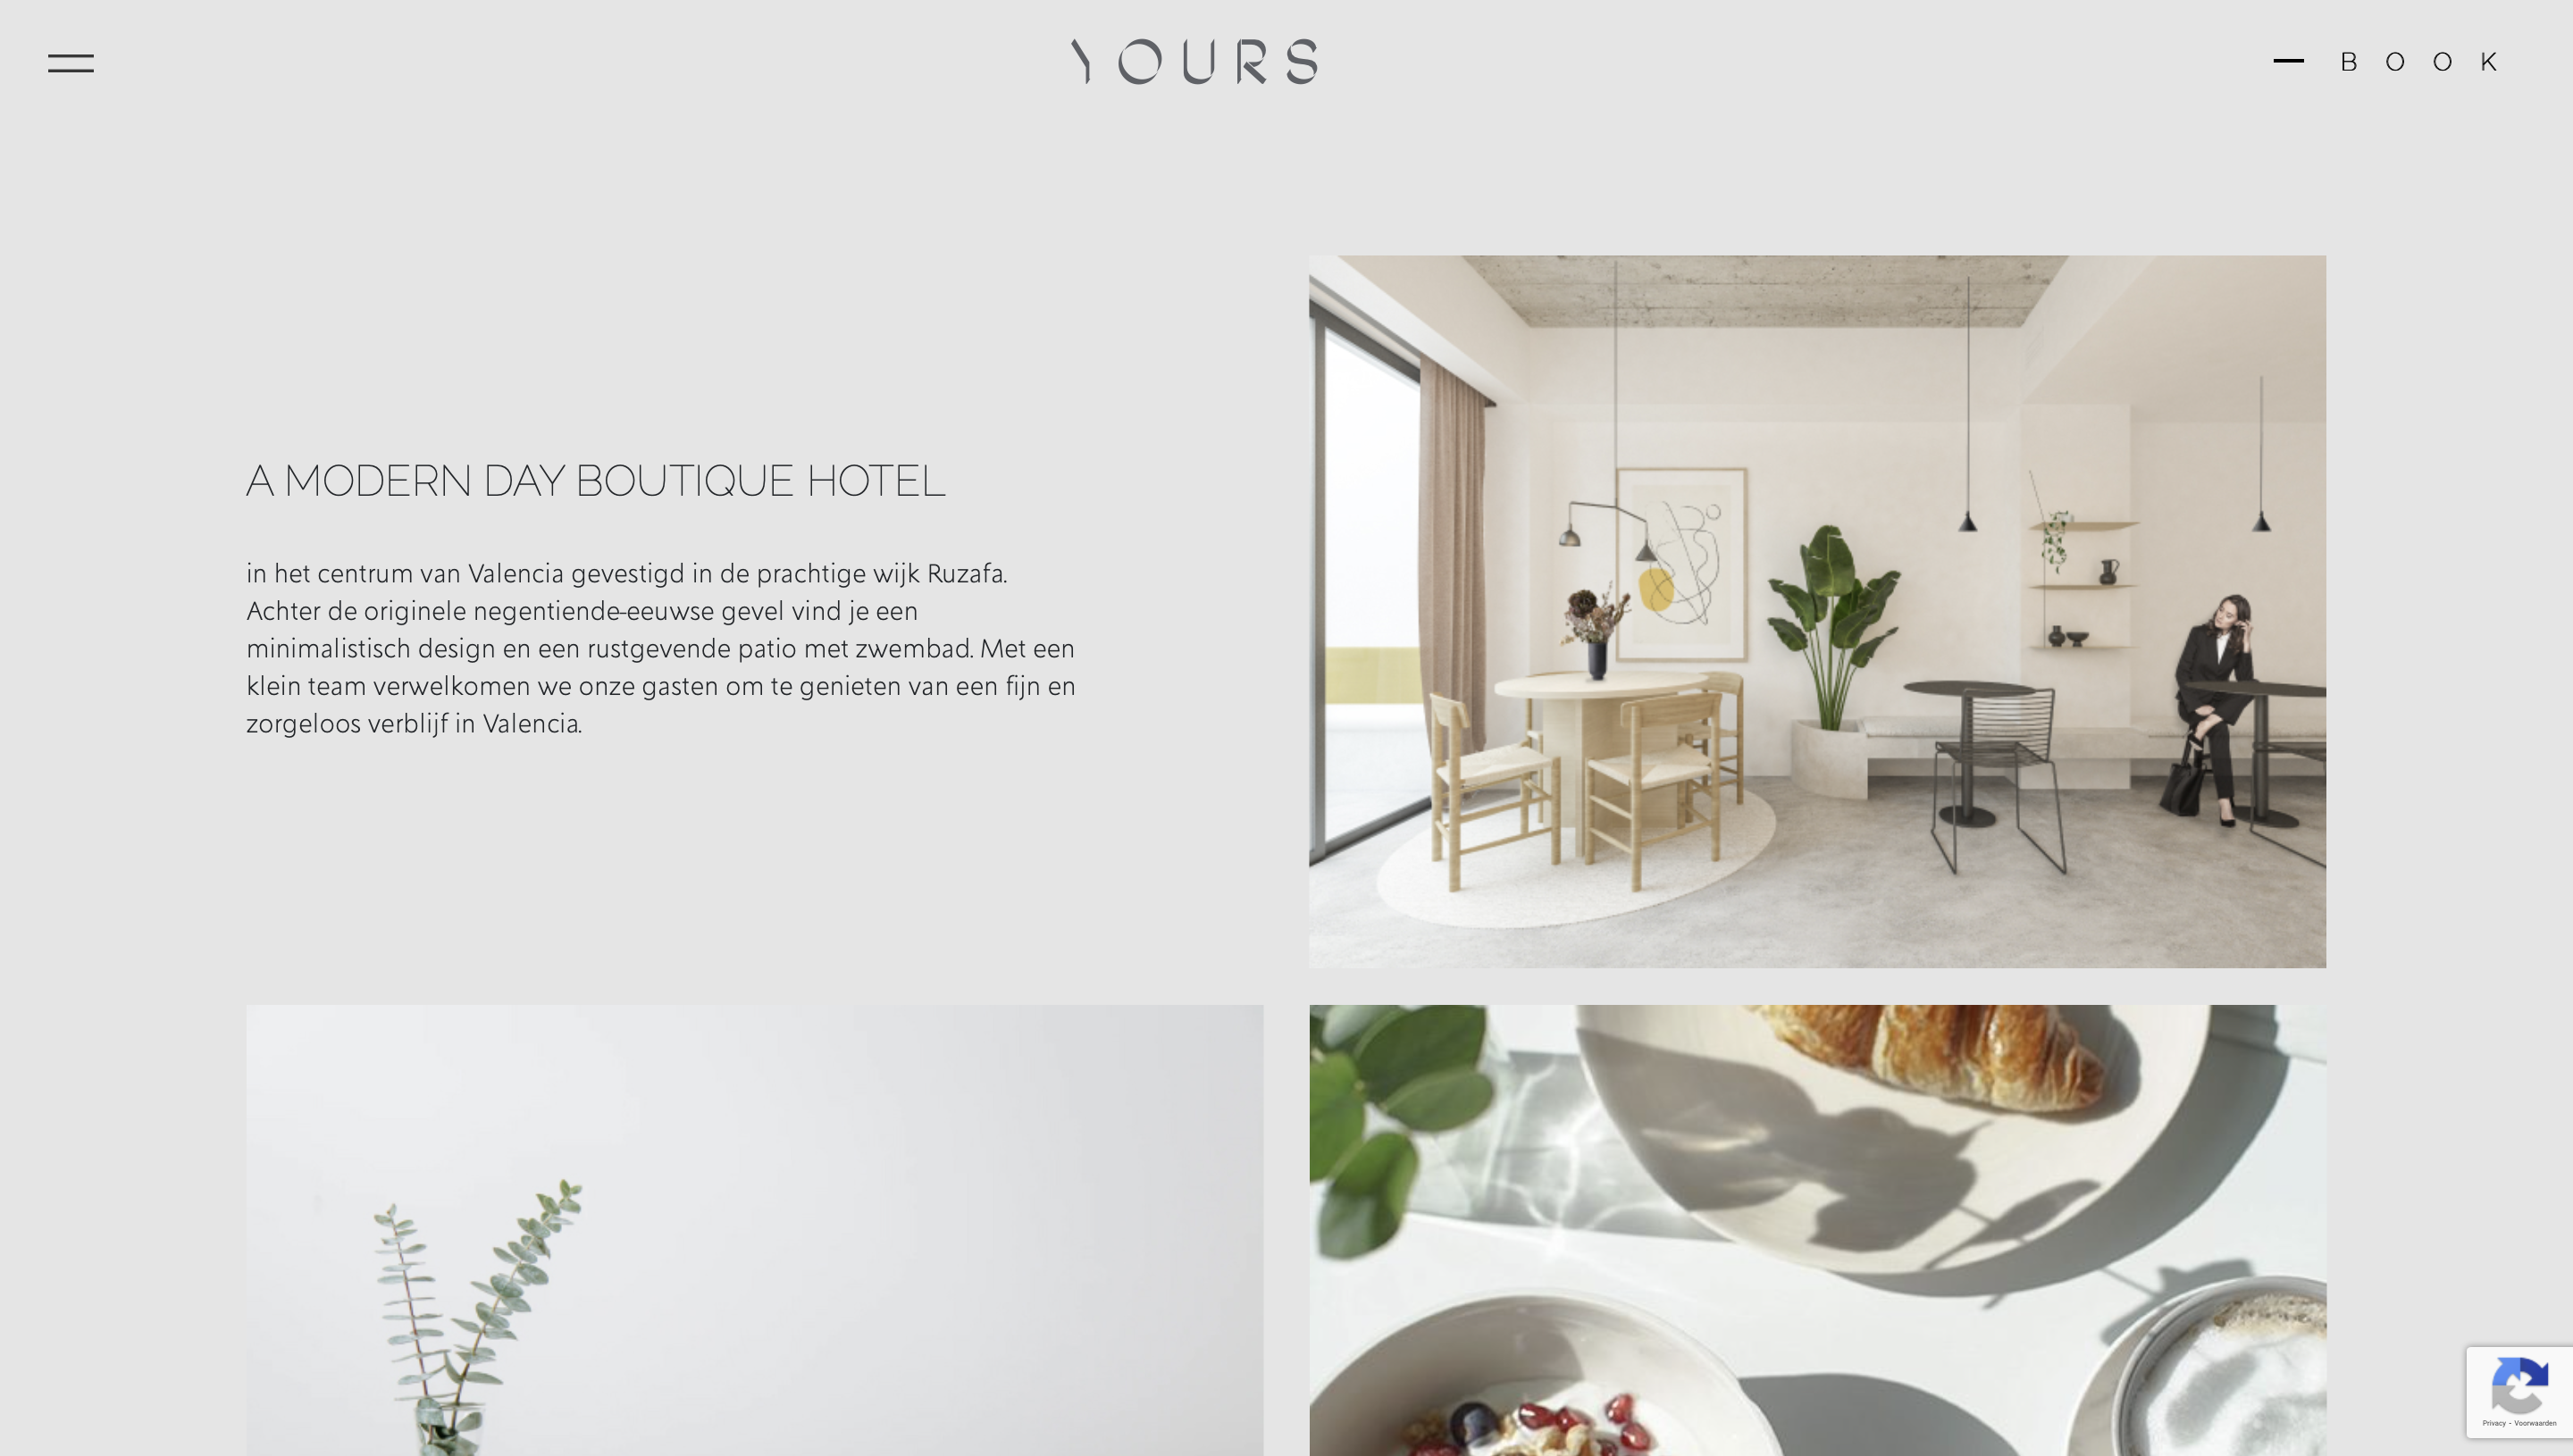 YOURS
BOOK
A MODERN DAY BOUTIQUE HOTEL
in het centrum van Valencia gevestigd in de prachtige wijk Ruzafa.
Achter de originele negentiende-eeuwse gevel vind je een
minimalistisch design en een rustgevende patio met zwembad. Met een
klein team verwelkomen we onze gasten om te genieten van een fijn en
zorgeloos verblijf in Valencia.
Privacy - Voorwaarden